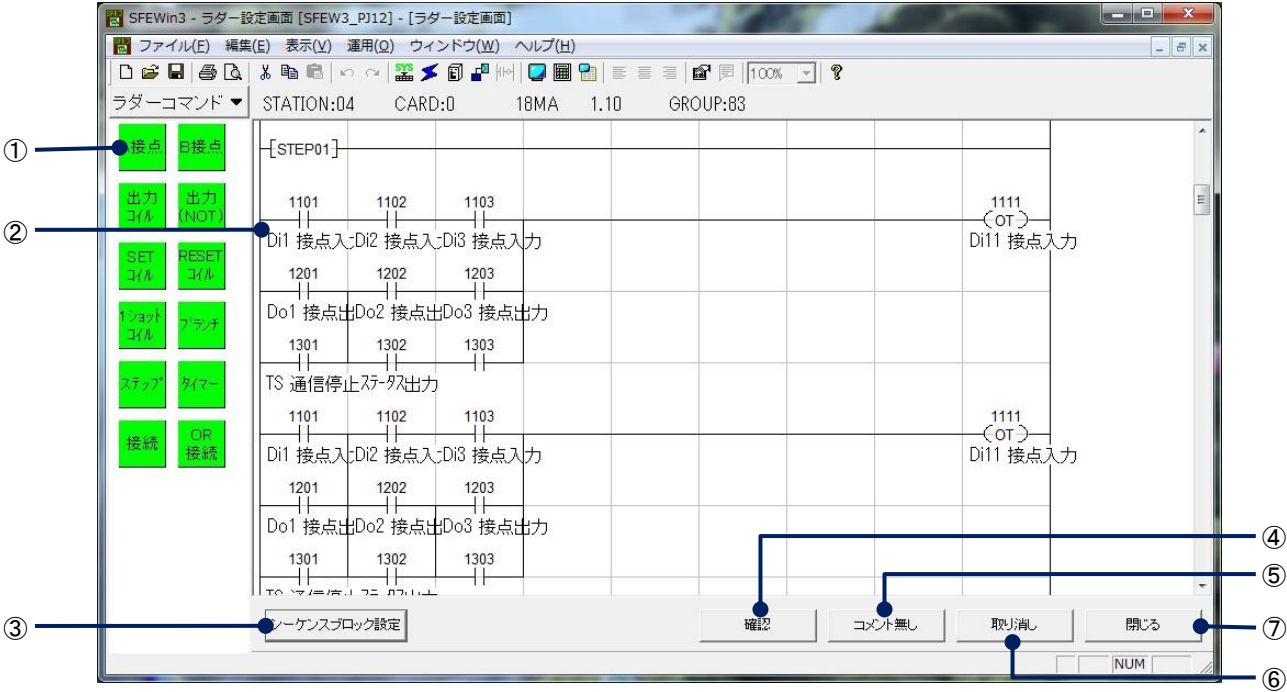 SFEWin3 - ラダー設定画面 [SFEW3_PJ12] - [ラダー設定画面]
ファイル(F) 編集(E) 表示(V) 運用(O) ウィンドウ(W) ヘルプ(H)
SYS 100% ?
ラダーコマンド ▼ STATION:04 CARD:0 18MA 1.10 GROUP:83
①
接点 B接点
出力コイル 出力(NOT)
②
SETコイル RESETコイル
1ショットコイル ブランチ
ステップ タイマー
接続 OR接続
[STEP01]
1101 1102 1103 1111
(OT)
Di1 接点入 Di2 接点入 Di3 接点入力 Di11 接点入力
1201 1202 1203
Do1 接点出 Do2 接点出 Do3 接点出力
1301 1302 1303
TS 通信停止ステータス出力
1101 1102 1103 1111
(OT)
Di1 接点入 Di2 接点入 Di3 接点入力 Di11 接点入力
1201 1202 1203
Do1 接点出 Do2 接点出 Do3 接点出力
1301 1302 1303
④
⑤
③
シーケンスブロック設定 確認 コメント無し 取り消し 閉じる
⑦
NUM
⑥